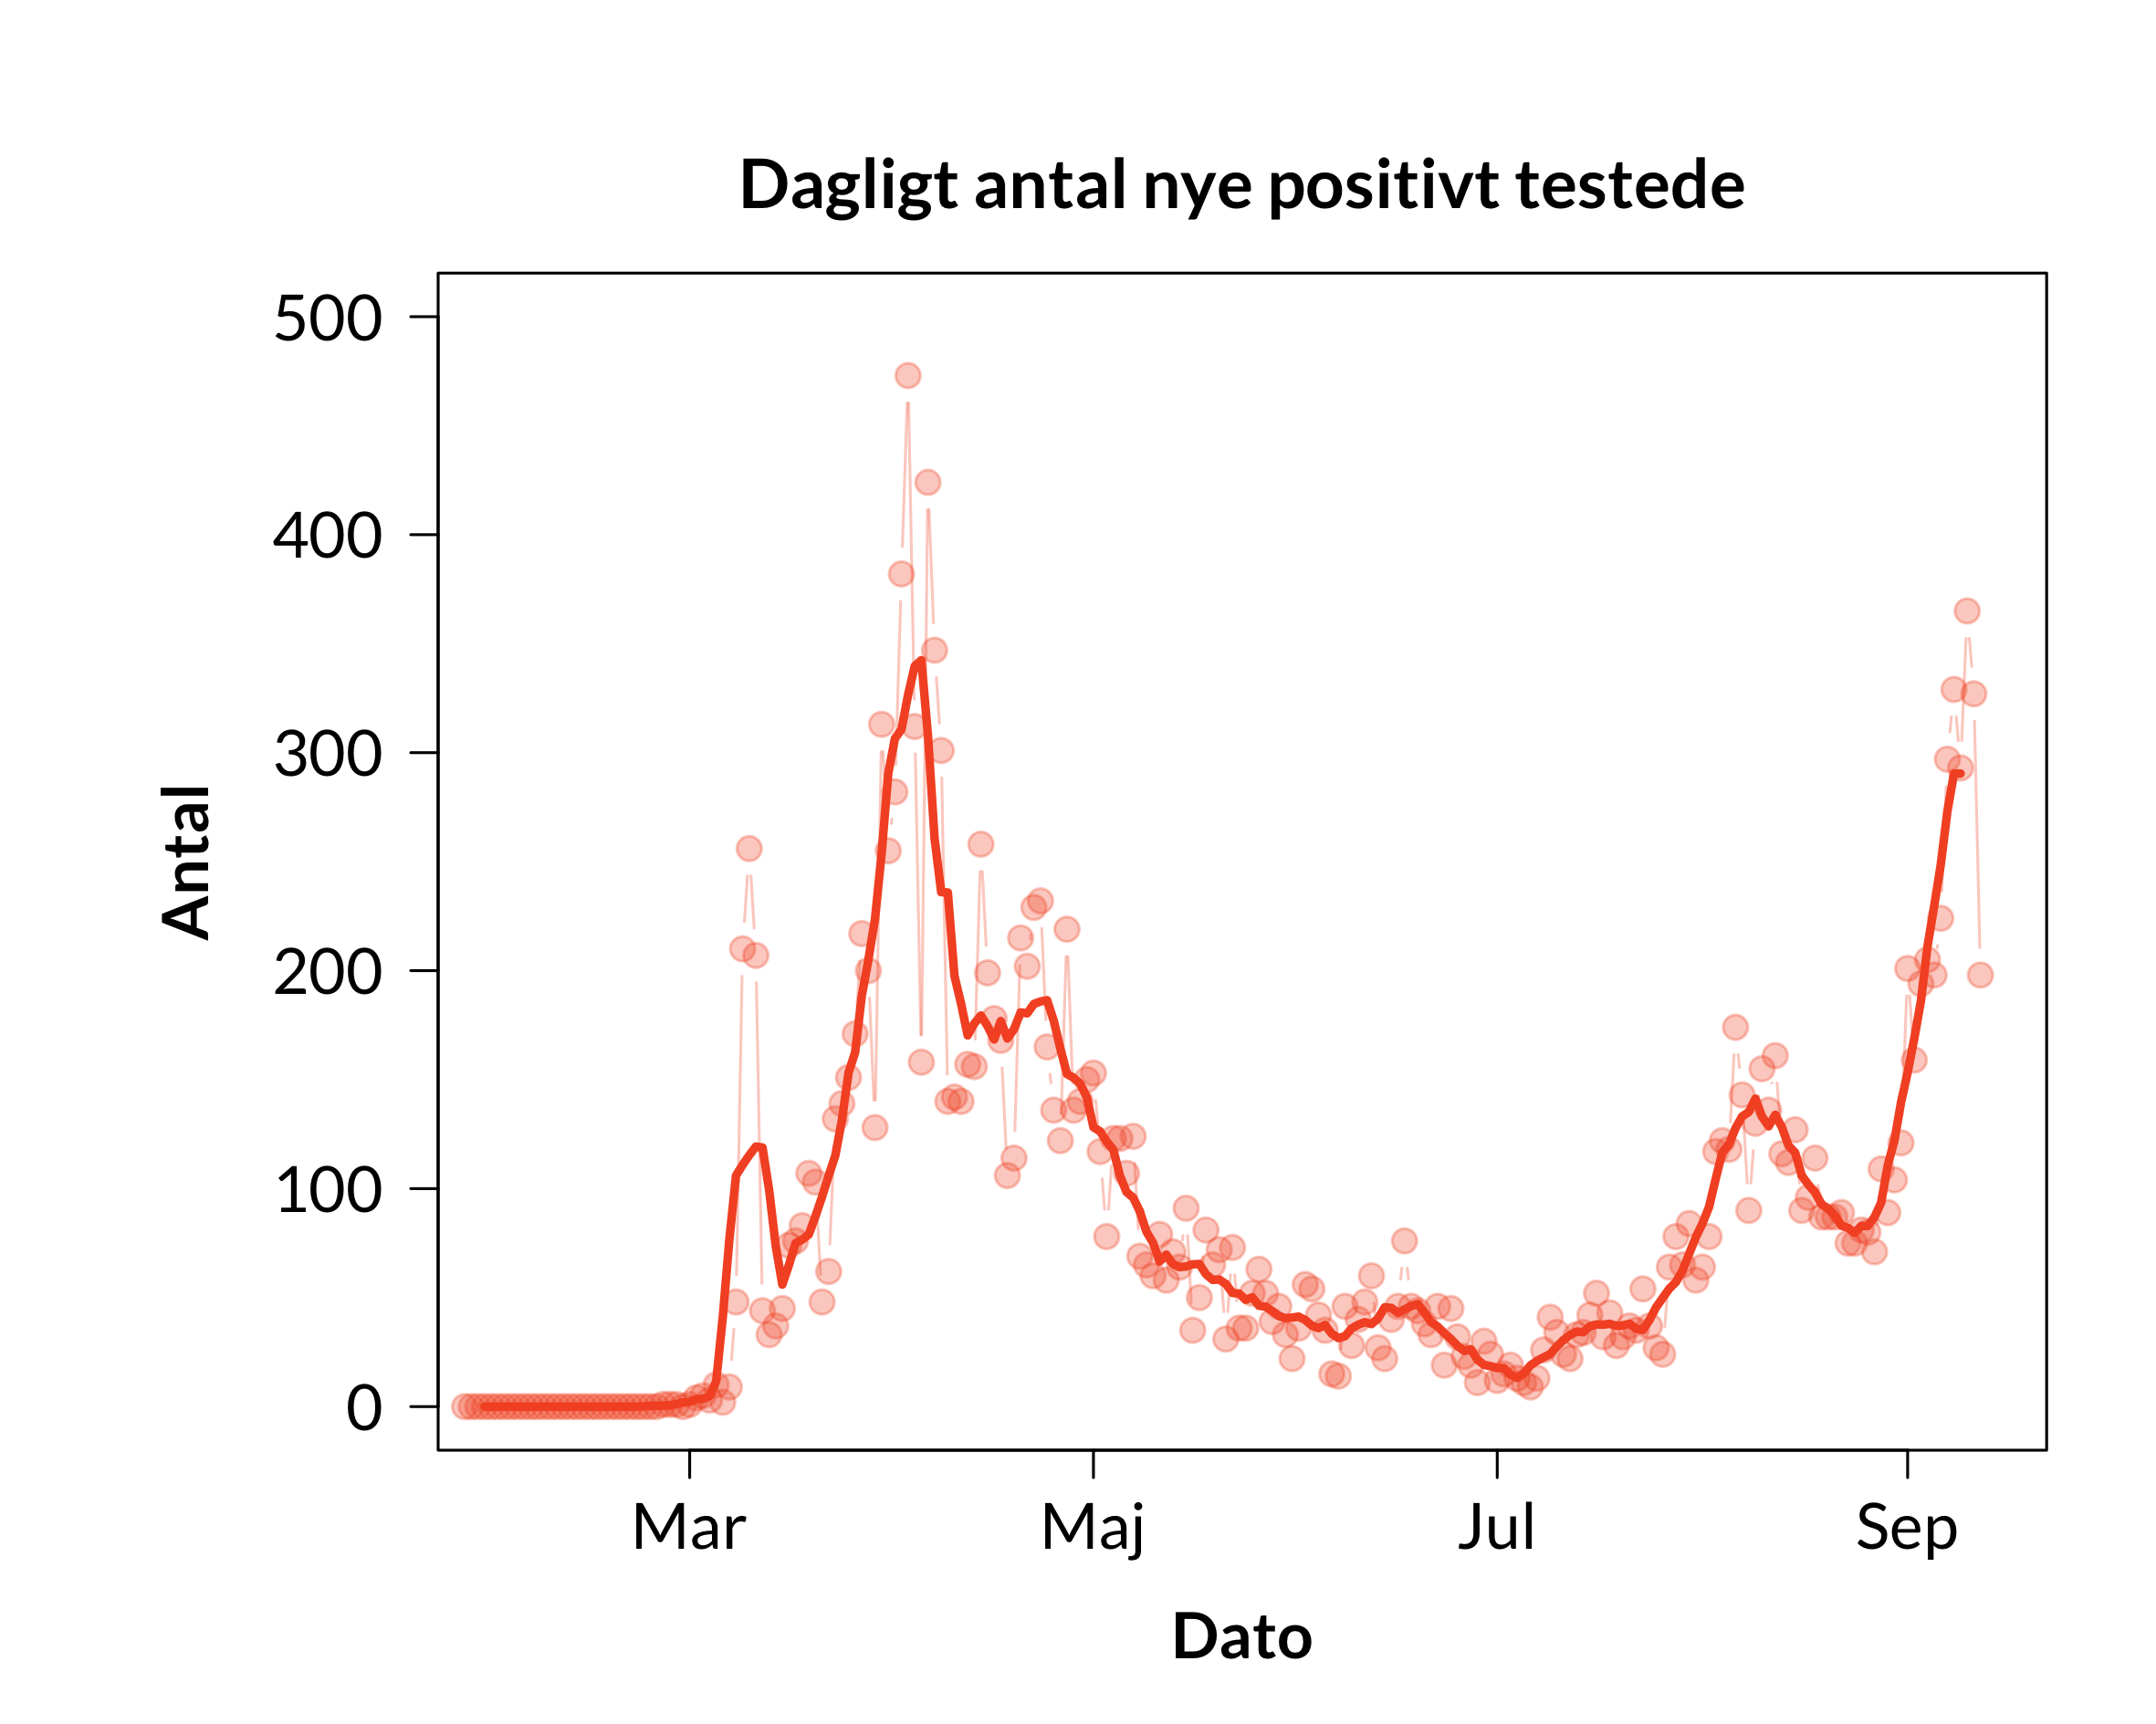 Dagligt antal nye positivt testede
500
400
300
200
100
0
Antal
Mar
Maj
Jul
Sep
Dato